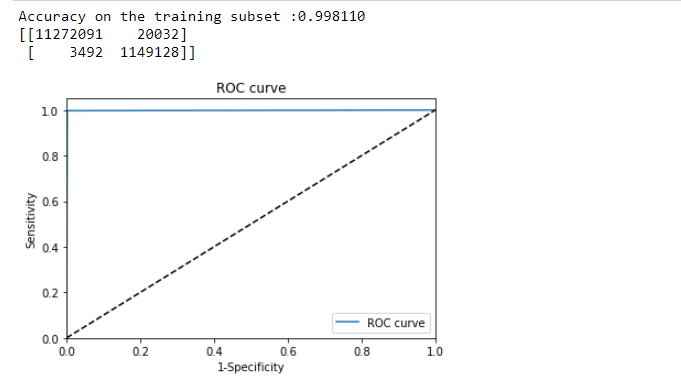 Accuracy on the training subset :0.998110
[[11272091 20032]
[ 3492 1149128]]
ROC curve
1.0
0.8
0.6
0.4
0.2
0.0
Sensitivity
ROC curve
0.0 0.2 0.4 0.6 0.8 1.0
1-Specificity